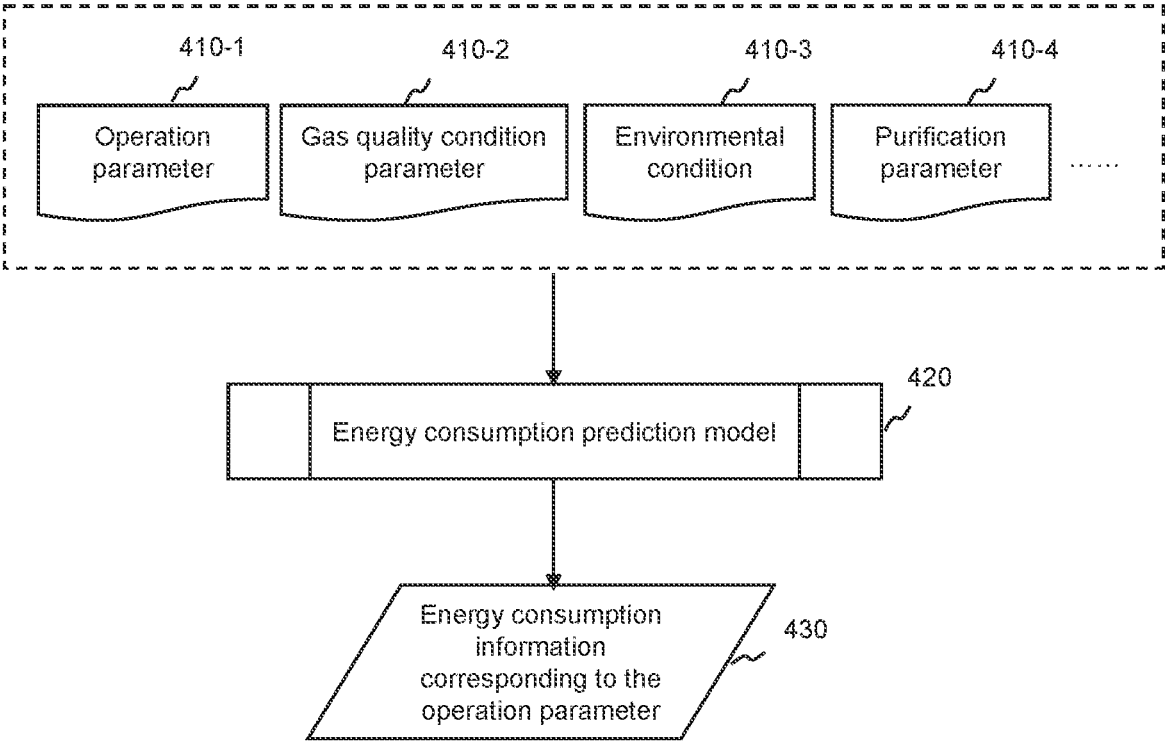 410-1
410-2
410-3
410-4
Operation
parameter
Gas quality condition
parameter
Environmental
condition
Purification
parameter
......
420
Energy consumption prediction model
Energy consumption
information
corresponding to the
operation parameter
430